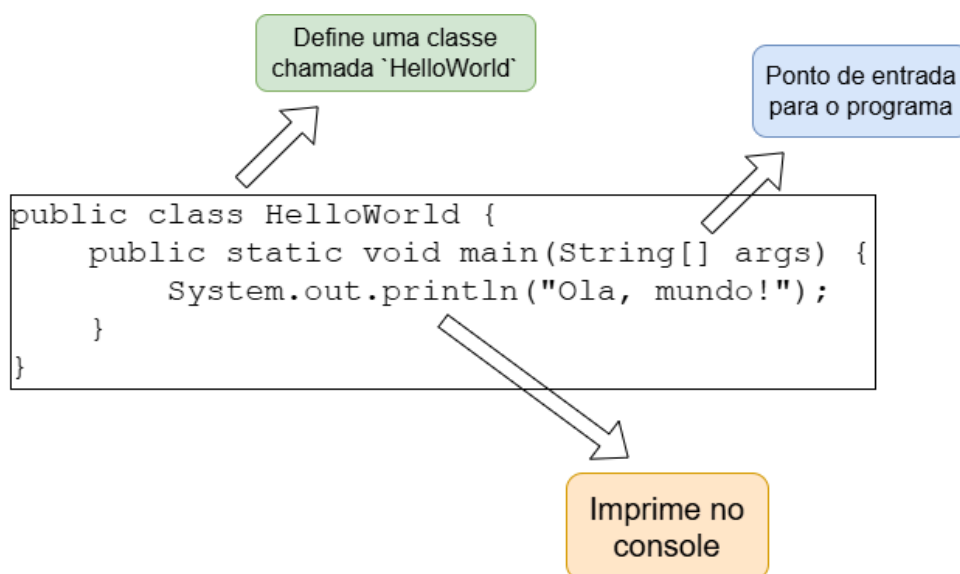 Define uma classe
chamada `HelloWorld`
Ponto de entrada
para o programa
public class HelloWorld {
    public static void main(String[] args) {
        System.out.println("Ola, mundo!");
    }
}
Imprime no
console